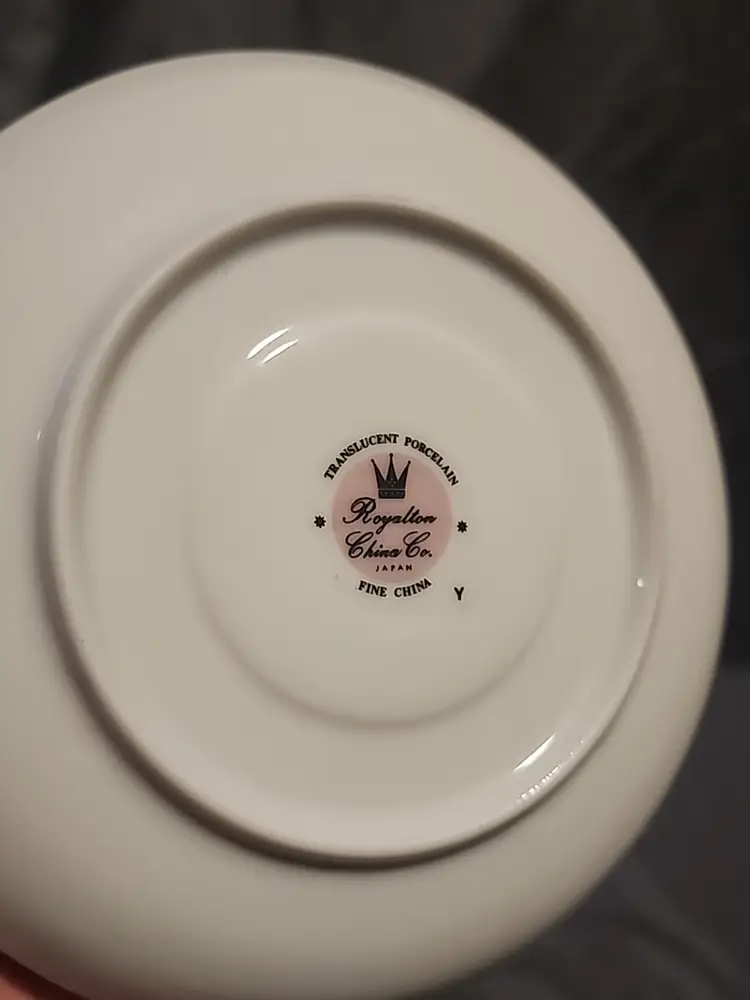 TRANSLUCENT PORCELAIN
Royalton
China Co.
JAPAN
FINE CHINA
Y